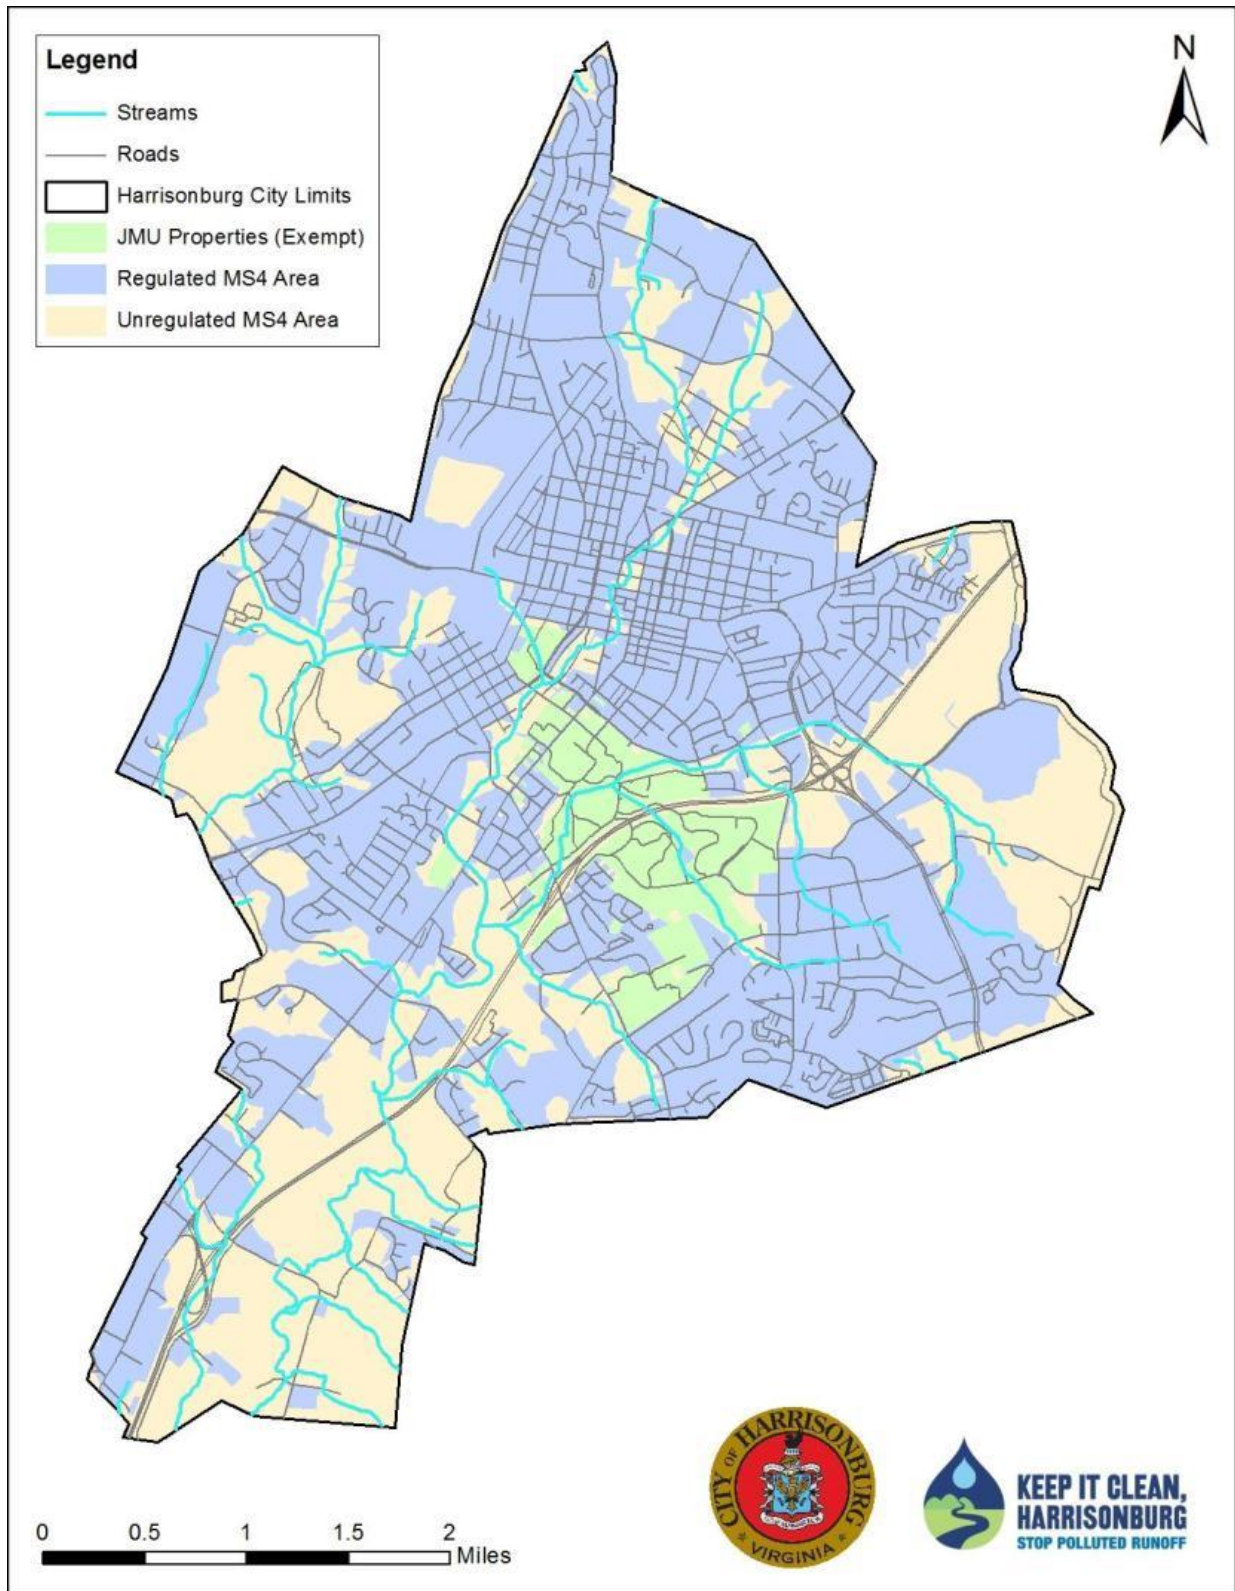 Legend
Streams
Roads
Harrisonburg City Limits
JMU Properties (Exempt)
Regulated MS4 Area
Unregulated MS4 Area
N
0 0.5 1 1.5 2
Miles
CITY OF HARRISONBURG
VIRGINIA
KEEP IT CLEAN,
HARRISONBURG
STOP POLLUTED RUNOFF